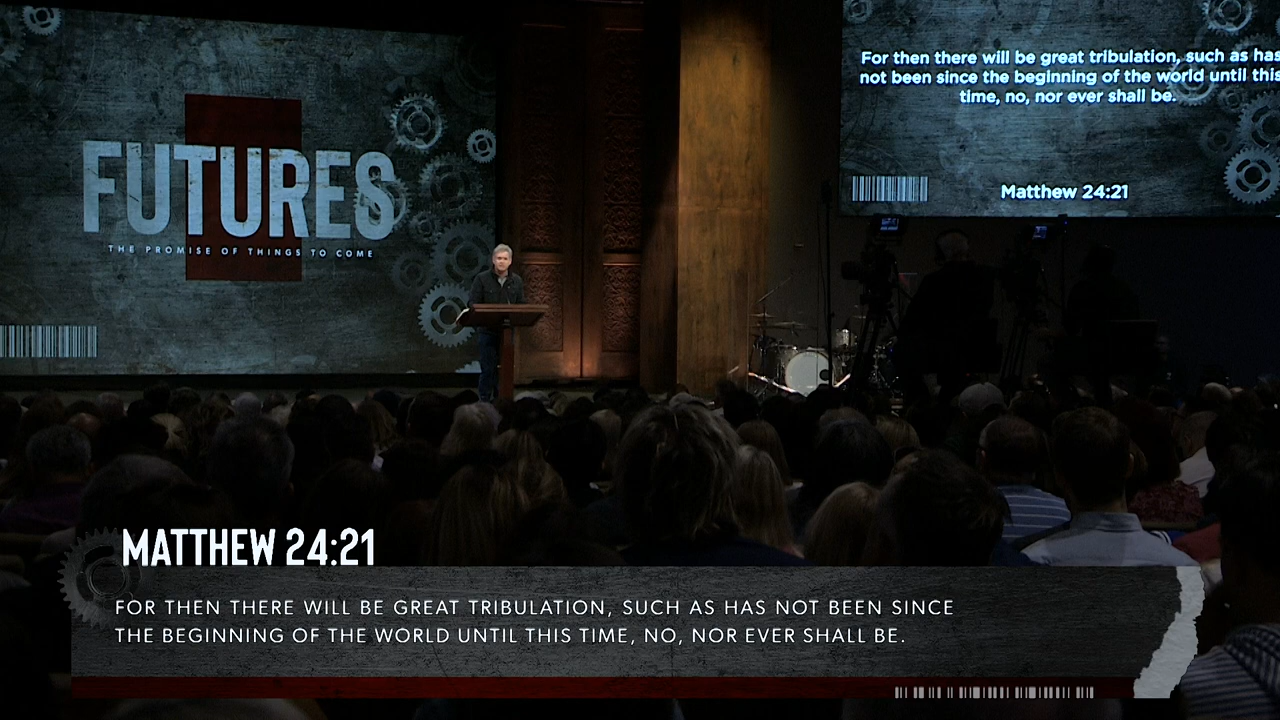 FUTURES
THE PROMISE OF THINGS TO COME
For then there will be great tribulation, such as has
not been since the beginning of the world until this
time, no, nor ever shall be.
Matthew 24:21
MATTHEW 24:21
FOR THEN THERE WILL BE GREAT TRIBULATION, SUCH AS HAS NOT BEEN SINCE
THE BEGINNING OF THE WORLD UNTIL THIS TIME, NO, NOR EVER SHALL BE.